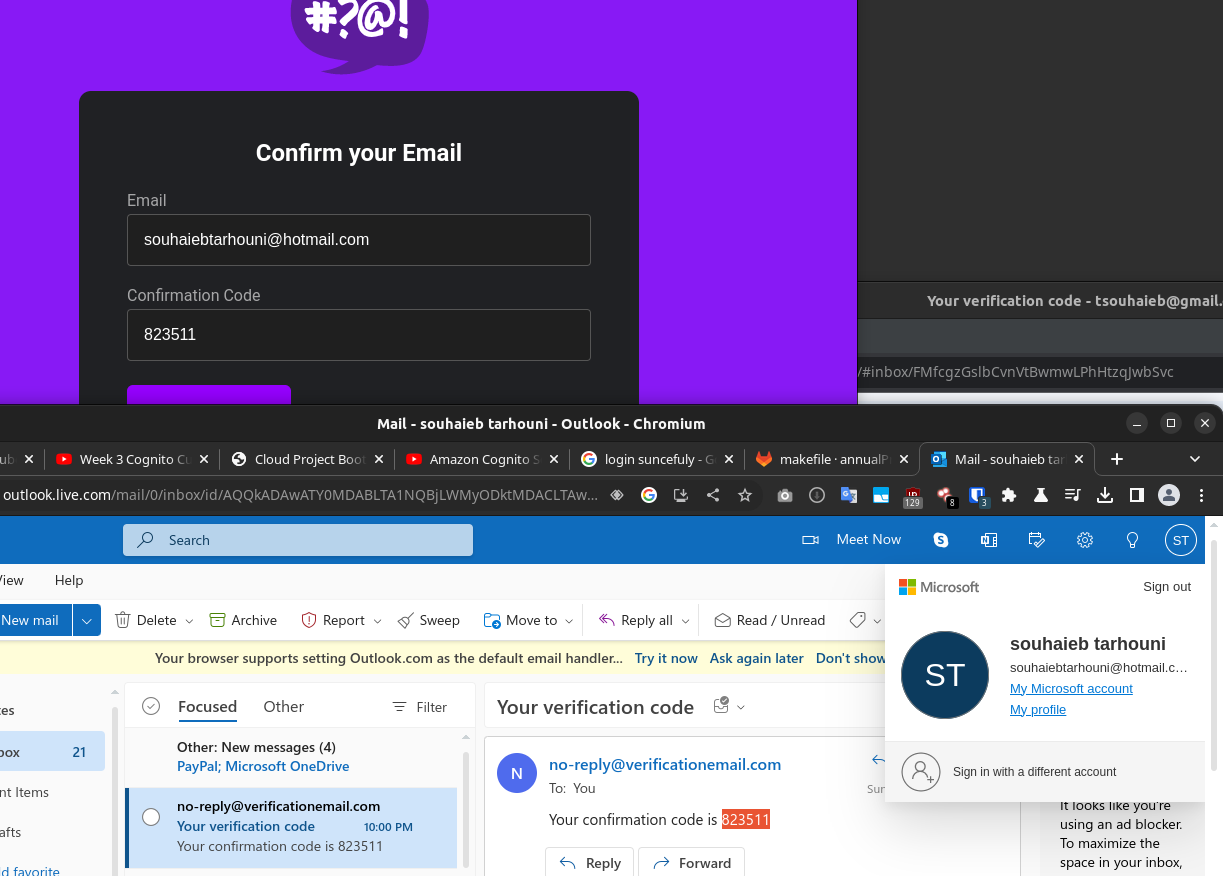 #?@!
Confirm your Email
Email
souhaiebtarhouni@hotmail.com
Confirmation Code
823511
Your verification code - tsouhaieb@gmail.
/#inbox/FMfcgzGslbCvnVtBwmwLPhHtzqJwbSvc
Mail - souhaieb tarhouni - Outlook - Chromium
ub
Week 3 Cognito Cu
Cloud Project Boot
Amazon Cognito S
login suncefuly - G
makefile · annualP
Mail - souhaieb tar
outlook.live.com/mail/0/inbox/id/AQQkADAwATY0MDABLTA1NQBjLWMyODktMDACLTAw...
129
8
3
Search
Meet Now
ST
View
Help
Microsoft
Sign out
New mail
Delete
Archive
Report
Sweep
Move to
Reply all
Read / Unread
souhaieb tarhouni
souhaiebtarhouni@hotmail.c...
My Microsoft account
My profile
ST
Your browser supports setting Outlook.com as the default email handler...
Try it now
Ask again later
Don't show
tes
Focused
Other
Filter
Your verification code
box
21
Other: New messages (4)
PayPal; Microsoft OneDrive
N
no-reply@verificationemail.com
To: You
Sun
Sign in with a different account
nt Items
no-reply@verificationemail.com
Your verification code
10:00 PM
Your confirmation code is 823511
Your confirmation code is 823511
afts
It looks like you're
using an ad blocker.
To maximize the
space in your inbox,
Reply
Forward
d favorite